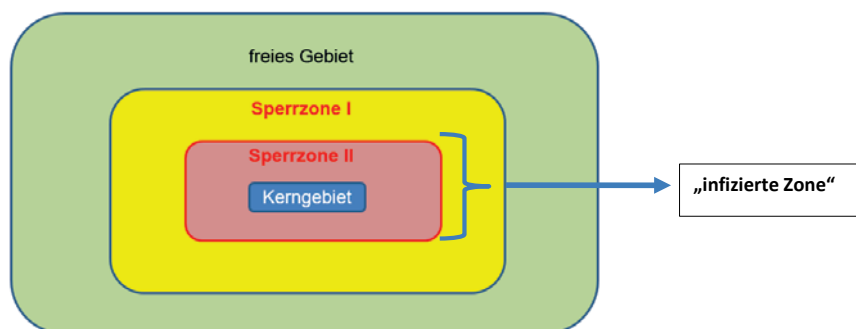 freies Gebiet
Sperrzone I
Sperrzone II
Kerngebiet
„infizierte Zone“